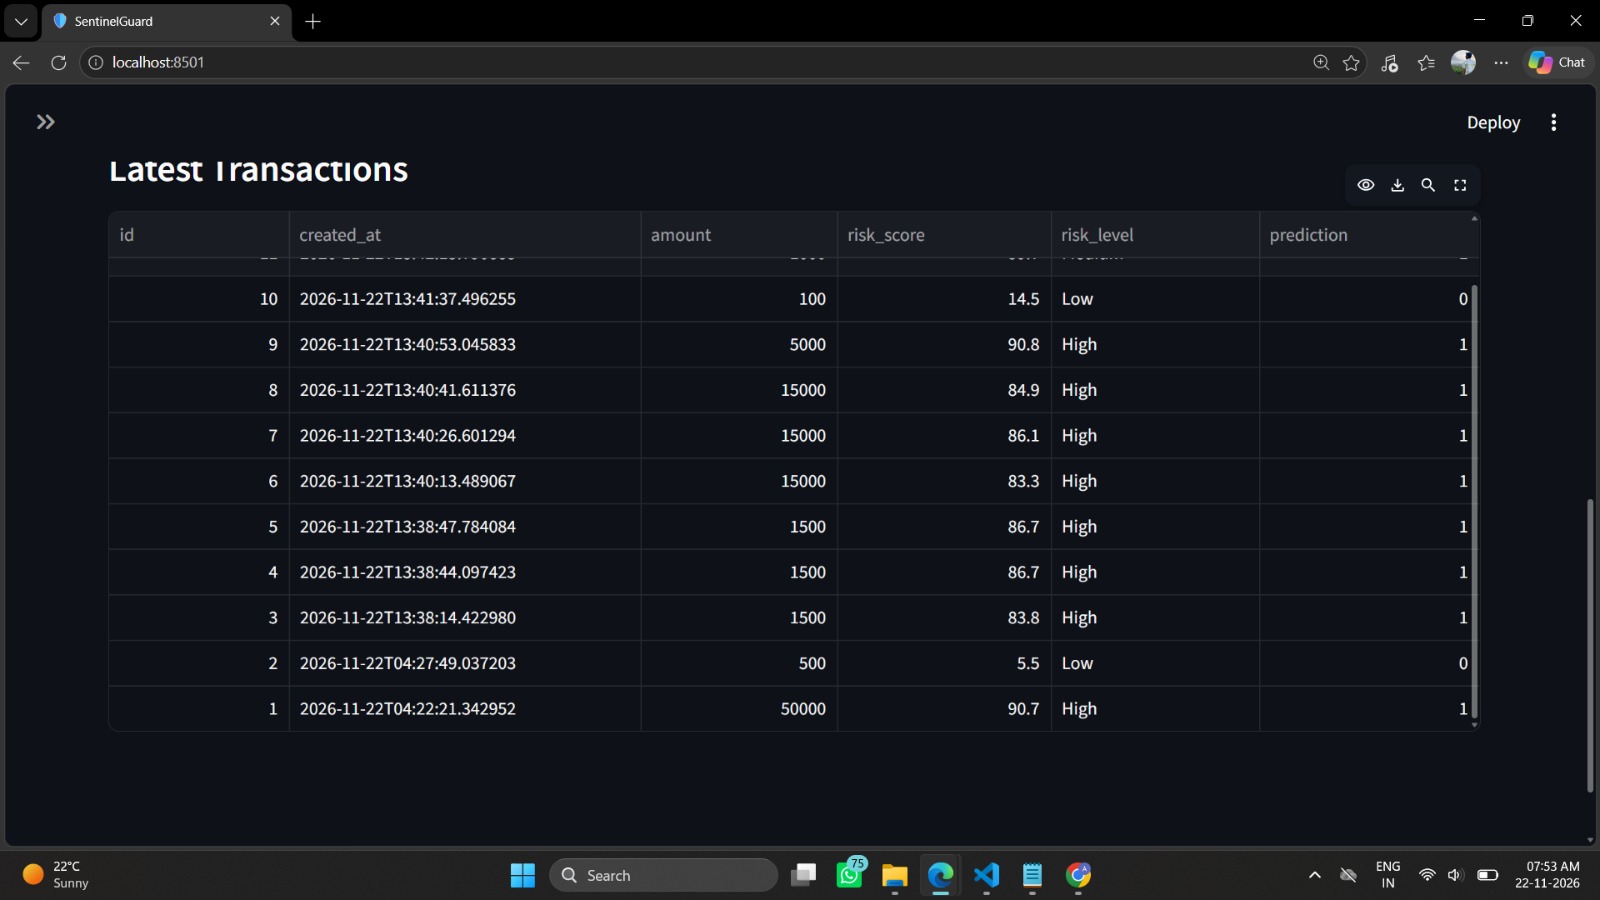 SentinelGuard
localhost:8501
Chat
Deploy
Latest Transactions
id created_at amount risk_score risk_level prediction
10 2026-11-22T13:41:37.496255 100 14.5 Low 0
9 2026-11-22T13:40:53.045833 5000 90.8 High 1
8 2026-11-22T13:40:41.611376 15000 84.9 High 1
7 2026-11-22T13:40:26.601294 15000 86.1 High 1
6 2026-11-22T13:40:13.489067 15000 83.3 High 1
5 2026-11-22T13:38:47.784084 1500 86.7 High 1
4 2026-11-22T13:38:44.097423 1500 86.7 High 1
3 2026-11-22T13:38:14.422980 1500 83.8 High 1
2 2026-11-22T04:27:49.037203 500 5.5 Low 0
1 2026-11-22T04:22:21.342952 50000 90.7 High 1
22°C
Sunny
Search
75
ENG
IN
07:53 AM
22-11-2026